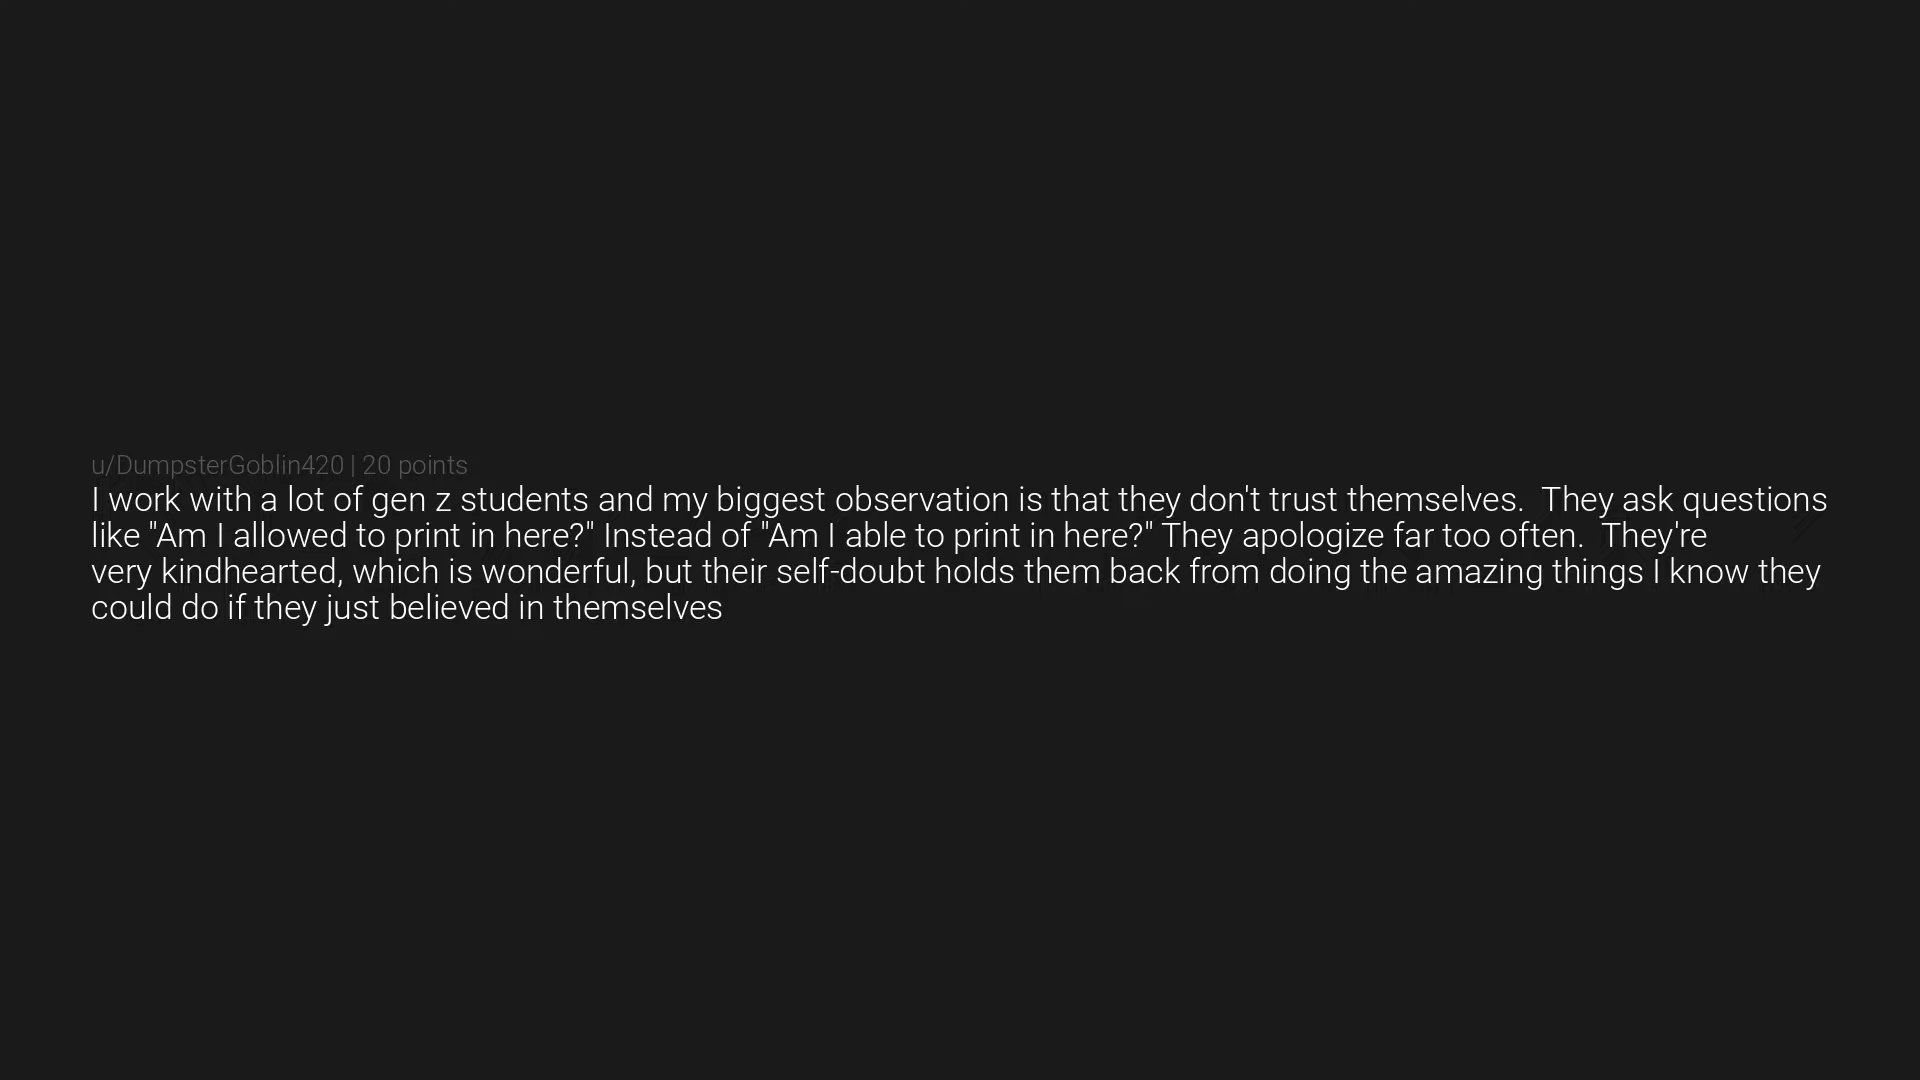 u/DumpsterGoblin420 | 20 points
I work with a lot of gen z students and my biggest observation is that they don't trust themselves.  They ask questions
like "Am I allowed to print in here?" Instead of "Am I able to print in here?" They apologize far too often.  They're
very kindhearted, which is wonderful, but their self-doubt holds them back from doing the amazing things I know they
could do if they just believed in themselves